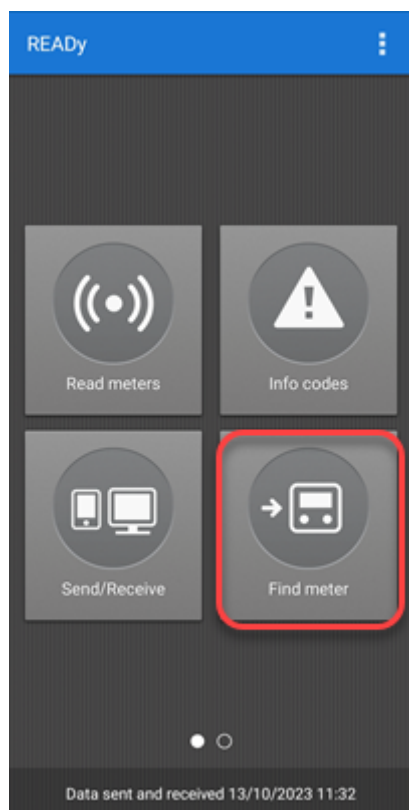 READy
Read meters
Info codes
Send/Receive
Find meter
Data sent and received 13/10/2023 11:32